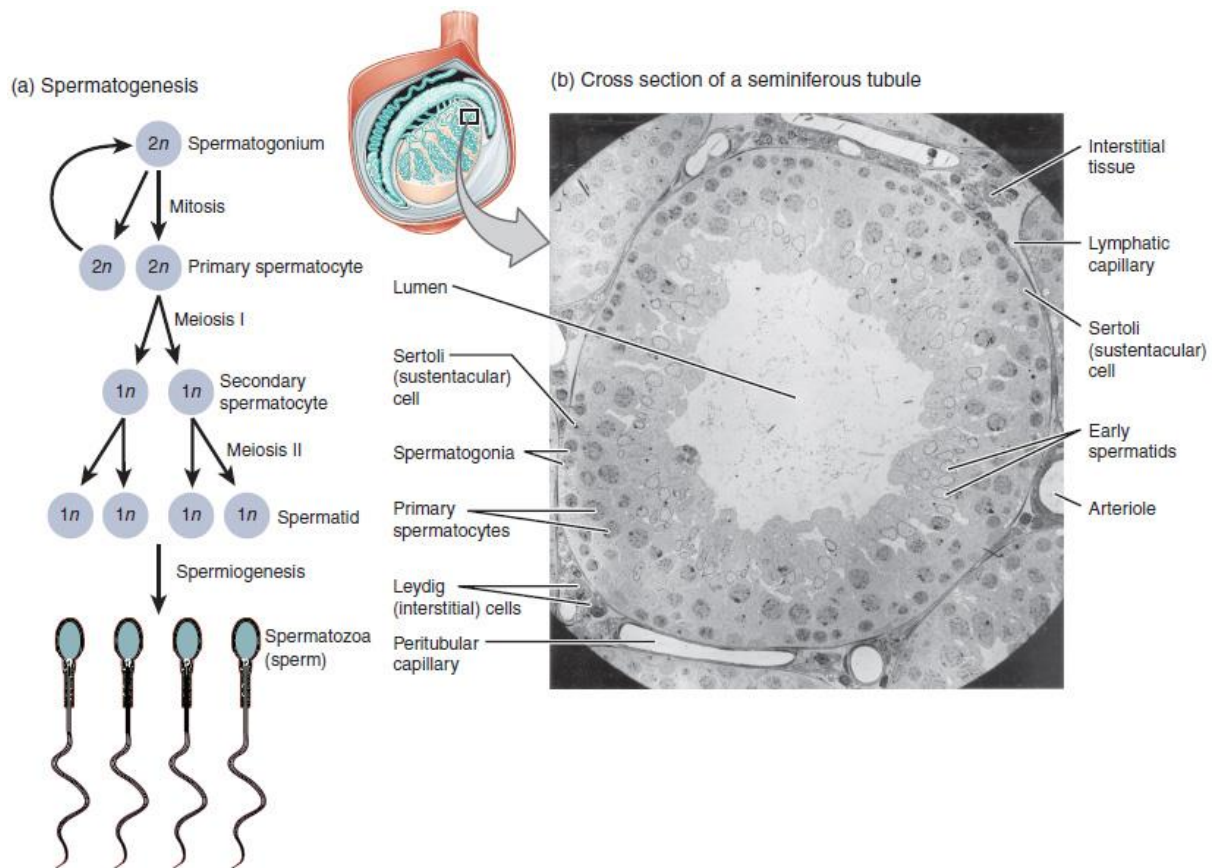 (a) Spermatogenesis
2n
Spermatogonium
Mitosis
2n
2n
Primary spermatocyte
Meiosis I
1n
1n
Secondary
spermatocyte
Meiosis II
1n
1n
1n
1n
Spermatid
Spermiogenesis
Spermatozoa
(sperm)
(b) Cross section of a seminiferous tubule
Lumen
Sertoli
(sustentacular)
cell
Spermatogonia
Primary
spermatocytes
Leydig
(interstitial) cells
Peritubular
capillary
Interstitial
tissue
Lymphatic
capillary
Sertoli
(sustentacular)
cell
Early
spermatids
Arteriole